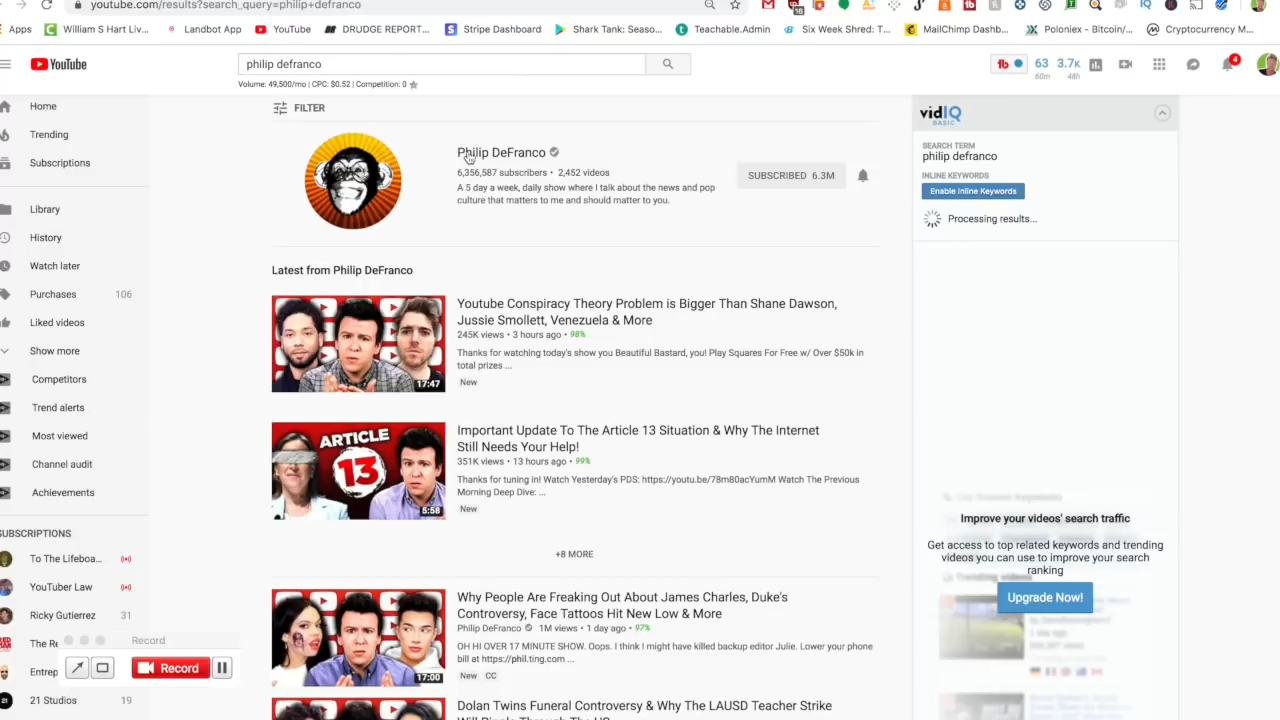 youtube.com/results?search_query=philip+defranco
Apps
William S Hart Liv...
Landbot App
YouTube
DRUDGE REPORT...
Stripe Dashboard
Shark Tank: Seaso...
Teachable.Admin
Six Week Shred: T...
MailChimp Dashb...
Poloniex - Bitcoin/...
Cryptocurrency M...
YouTube
philip defranco
Volume: 49,500/mo | CPC: $0.52 | Competition: 0
tb
63
60m
3.7K
48h
4
Home
Trending
Subscriptions
Library
History
Watch later
Purchases 106
Liked videos
Show more
Competitors
Trend alerts
Most viewed
Channel audit
Achievements
SUBSCRIPTIONS
To The Lifeboa...
YouTuber Law
Ricky Gutierrez 31
The Re
Entrep
21 Studios 19
Record
Record
FILTER
Philip DeFranco
6,356,587 subscribers • 2,452 videos
A 5 day a week, daily show where I talk about the news and pop
culture that matters to me and should matter to you.
SUBSCRIBED 6.3M
Latest from Philip DeFranco
17:47
Youtube Conspiracy Theory Problem is Bigger Than Shane Dawson,
Jussie Smollett, Venezuela & More
245K views • 3 hours ago • 98%
Thanks for watching today's show you Beautiful Bastard, you! Play Squares For Free w/ Over $50k in
total prizes ...
New
ARTICLE
13
5:58
Important Update To The Article 13 Situation & Why The Internet
Still Needs Your Help!
351K views • 13 hours ago • 99%
Thanks for tuning in! Watch Yesterday's PDS: https://youtu.be/78m80acYumM Watch The Previous
Morning Deep Dive: ...
New
+8 MORE
17:00
Why People Are Freaking Out About James Charles, Duke's
Controversy, Face Tattoos Hit New Low & More
Philip DeFranco 1M views • 1 day ago • 97%
OH HI OVER 17 MINUTE SHOW. Oops. I think I might have killed backup editor Julie. Lower your phone
bill at https://phil.ting.com ...
New CC
Dolan Twins Funeral Controversy & Why The LAUSD Teacher Strike
Will Ripple Through The US
vidIQ
BASIC
SEARCH TERM
philip defranco
INLINE KEYWORDS
Enable Inline Keywords
Processing results...
Improve your videos' search traffic
Get access to top related keywords and trending
videos you can use to improve your search
ranking
Upgrade Now!